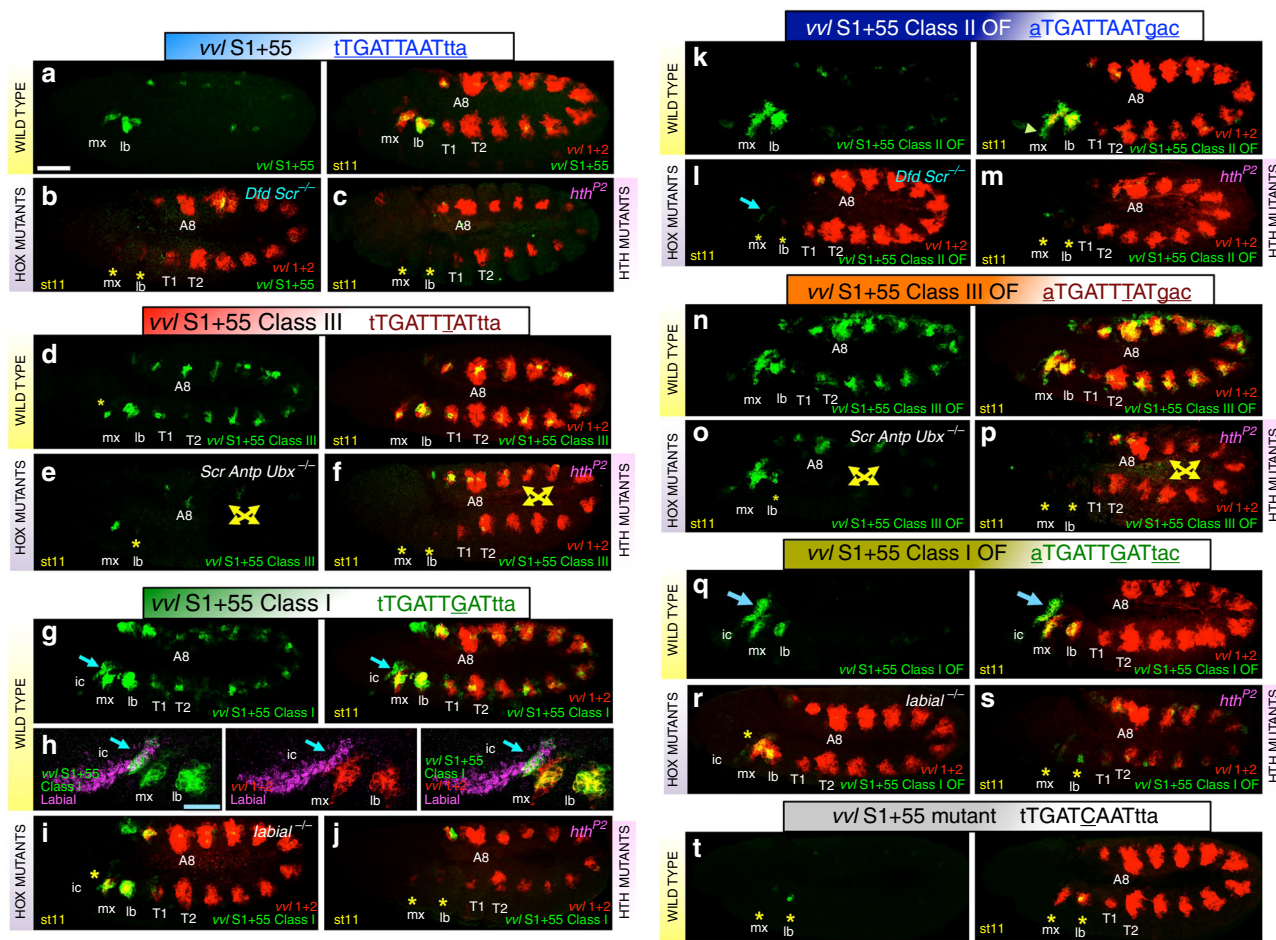 vvl S1+55 tTGATTAATtta
WILD TYPE
a
mx
lb
vvl S1+55
A8
mx
lb
T1
T2
st11
vvl 1+2
vvl S1+55
HOX MUTANTS
b
Dfd Scr–/–
A8
mx
lb
T1
T2
st11
vvl 1+2
vvl S1+55
c
hthP2
A8
mx
lb
T1
T2
st11
HTH MUTANTS
vvl S1+55 Class III tTGATTTATtta
WILD TYPE
d
A8
mx
lb
T1
T2
vvl S1+55 Class III
A8
mx
lb
T1
T2
st11
vvl 1+2
vvl S1+55 Class III
HOX MUTANTS
e
Scr Antp Ubx–/–
A8
lb
st11
vvl S1+55 Class III
f
hthP2
A8
mx
lb
T1
T2
vvl 1+2
vvl S1+55 Class III
HTH MUTANTS
vvl S1+55 Class I tTGATTGATtta
WILD TYPE
g
A8
ic
mx
lb
T1
T2
vvl S1+55 Class I
A8
ic
mx
lb
T1
T2
st11
vvl 1+2
vvl S1+55 Class I
h
ic
vvl S1+55
Class I
Labial
mx
lb
ic
vvl 1+2
Labial
mx
lb
ic
vvl S1+55
Class I
vvl 1+2
Labial
mx
lb
HOX MUTANTS
i
labial–/–
A8
ic
mx
lb
T1
T2
st11
vvl 1+2
vvl S1+55 Class I
j
hthP2
A8
mx
lb
T1
T2
st11
vvl 1+2
vvl S1+55 Class I
HTH MUTANTS
vvl S1+55 Class II OF aTGATTAATgac
WILD TYPE
k
mx
lb
vvl S1+55 Class II OF
A8
mx
lb
T1
T2
st11
vvl 1+2
vvl S1+55 Class II OF
HOX MUTANTS
l
Dfd Scr–/–
A8
mx
lb
T1
T2
st11
vvl 1+2
vvl S1+55 Class II OF
m
hthP2
A8
mx
lb
T1
T2
st11
vvl 1+2
vvl S1+55 Class II OF
HTH MUTANTS
vvl S1+55 Class III OF aTGATTTATgac
WILD TYPE
n
A8
mx
lb
T1
T2
vvl S1+55 Class III OF
A8
mx
lb
T1
T2
st11
vvl 1+2
vvl S1+55 Class III OF
HOX MUTANTS
o
Scr Antp Ubx–/–
A8
mx
lb
st11
vvl S1+55 Class III OF
p
hthP2
A8
mx
lb
T1
T2
st11
vvl 1+2
vvl S1+55 Class III OF
HTH MUTANTS
vvl S1+55 Class I OF aTGATTGATtac
WILD TYPE
q
ic
mx
lb
vvl S1+55 Class I OF
A8
ic
mx
lb
T1
T2
st11
vvl 1+2
vvl S1+55 Class I OF
HOX MUTANTS
r
labial–/–
A8
ic
mx
lb
T1
T2
st11
vvl 1+2
vvl S1+55 Class I OF
s
hthP2
A8
mx
lb
T1
T2
st11
vvl 1+2
vvl S1+55 Class I OF
HTH MUTANTS
vvl S1+55 mutant tTGATCAATtta
WILD TYPE
t
mx
lb
A8
mx
lb
T1
T2
st11